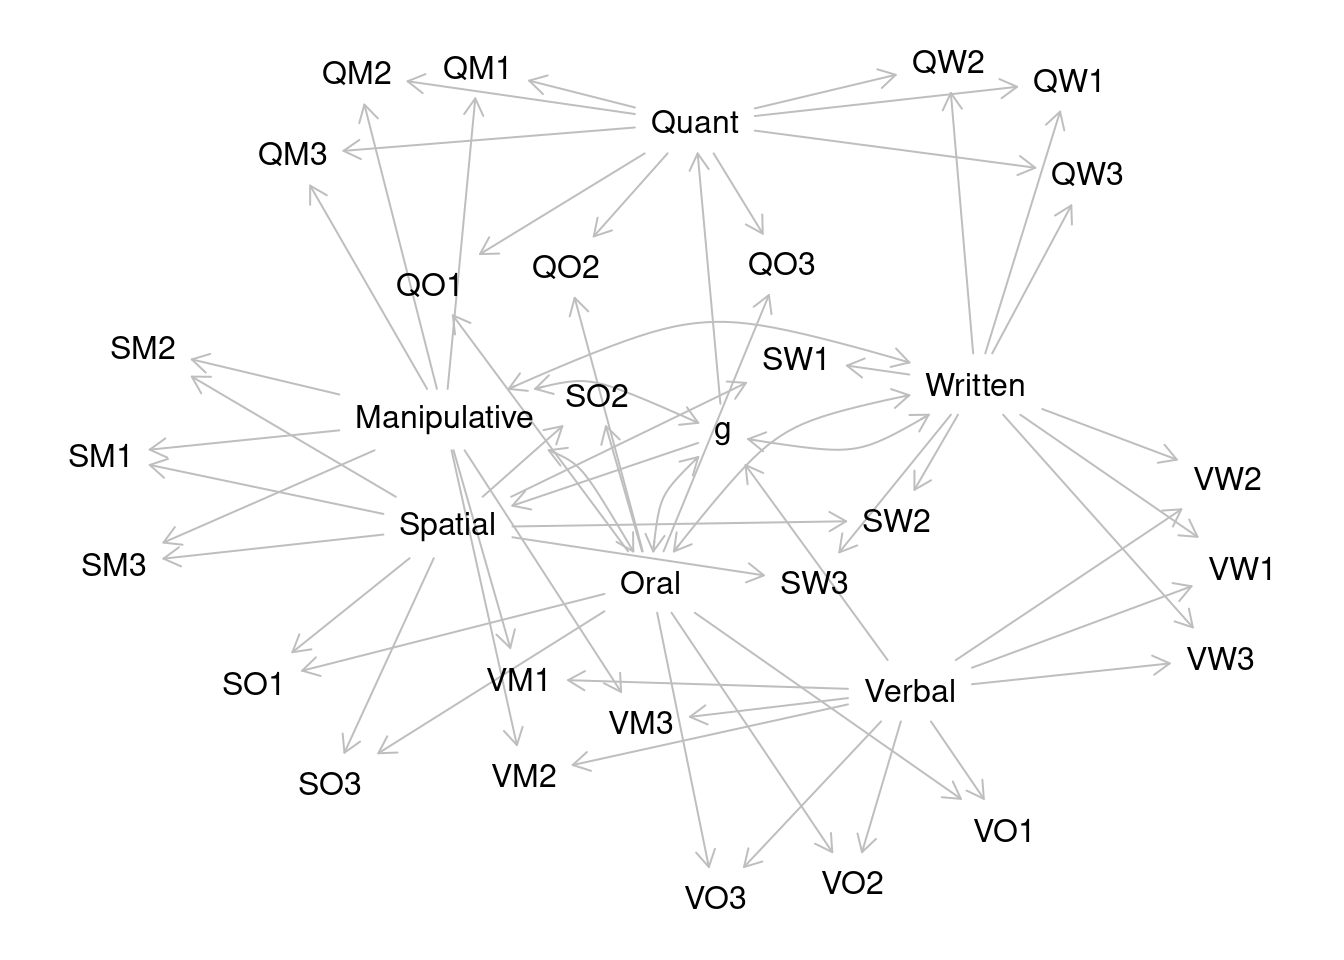 QW2
QM1
QM2
QW1
Quant
QM3
QW3
QO3
QO2
QO1
SM2
SW1
Written
SO2
Manipulative
g
SM1
VW2
SW2
Spatial
SM3
VW1
Oral
SW3
VW3
VM1
SO1
Verbal
VM3
VM2
SO3
VO1
VO2
VO3